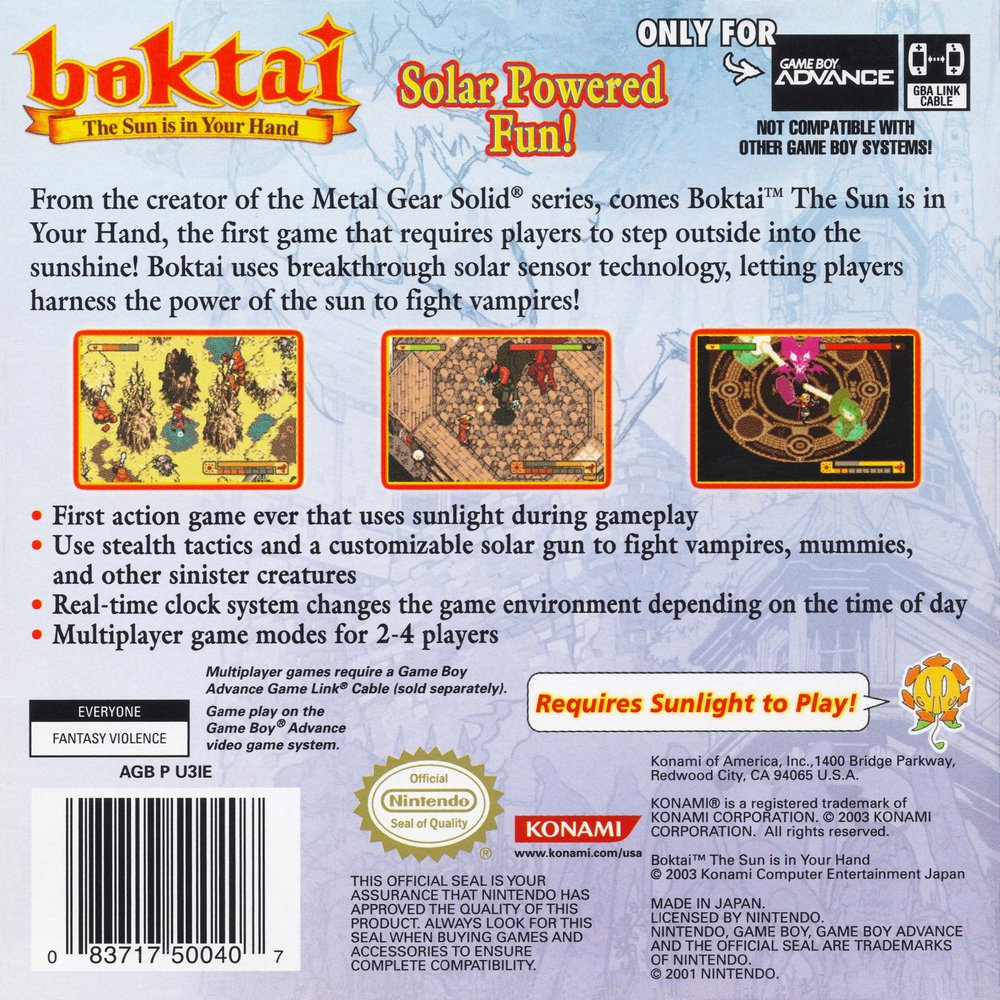 boktai
The Sun is in Your Hand
Solar Powered
Fun!
ONLY FOR
GAME BOY
ADVANCE
GBA LINK
CABLE
NOT COMPATIBLE WITH
OTHER GAME BOY SYSTEMS!
From the creator of the Metal Gear Solid® series, comes Boktai™ The Sun is in
Your Hand, the first game that requires players to step outside into the
sunshine! Boktai uses breakthrough solar sensor technology, letting players
harness the power of the sun to fight vampires!
• First action game ever that uses sunlight during gameplay
• Use stealth tactics and a customizable solar gun to fight vampires, mummies,
and other sinister creatures
• Real-time clock system changes the game environment depending on the time of day
• Multiplayer game modes for 2-4 players
Multiplayer games require a Game Boy
Advance Game Link® Cable (sold separately).
Game play on the
Game Boy® Advance
video game system.
EVERYONE
FANTASY VIOLENCE
AGB P U3IE
Requires Sunlight to Play!
0 83717 50040 7
Official
Nintendo
Seal of Quality
®
KONAMI
www.konami.com/usa
THIS OFFICIAL SEAL IS YOUR
ASSURANCE THAT NINTENDO HAS
APPROVED THE QUALITY OF THIS
PRODUCT. ALWAYS LOOK FOR THIS
SEAL WHEN BUYING GAMES AND
ACCESSORIES TO ENSURE
COMPLETE COMPATIBILITY.
Konami of America, Inc.,1400 Bridge Parkway,
Redwood City, CA 94065 U.S.A.
KONAMI® is a registered trademark of
KONAMI CORPORATION. © 2003 KONAMI
CORPORATION. All rights reserved.
Boktai™ The Sun is in Your Hand
© 2003 Konami Computer Entertainment Japan
MADE IN JAPAN.
LICENSED BY NINTENDO.
NINTENDO, GAME BOY, GAME BOY ADVANCE
AND THE OFFICIAL SEAL ARE TRADEMARKS
OF NINTENDO.
© 2001 NINTENDO.